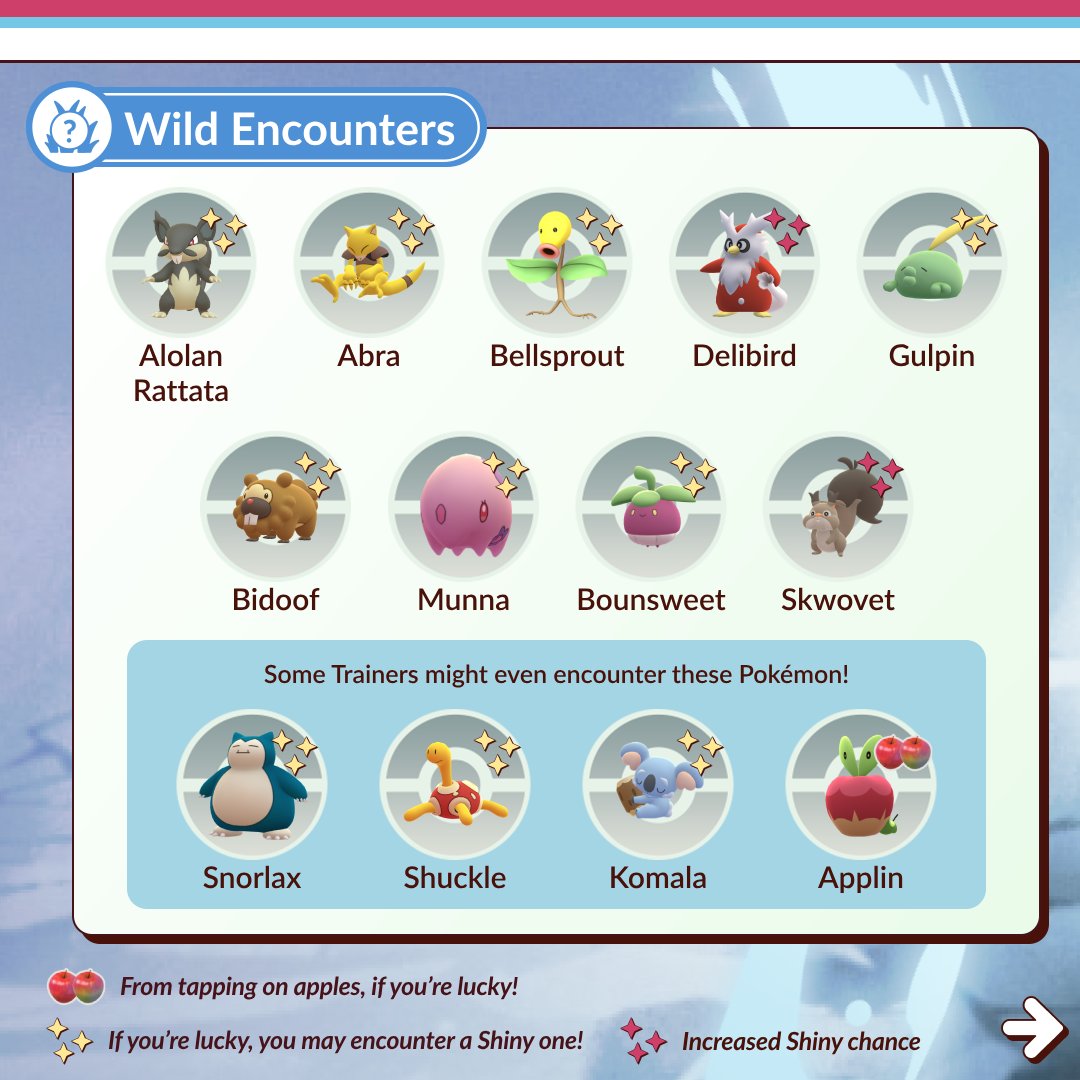 Wild Encounters
Alolan
Rattata
Abra
Bellsprout
Delibird
Gulpin
Bidoof
Munna
Bounsweet
Skwovet
Some Trainers might even encounter these Pokémon!
Snorlax
Shuckle
Komala
Applin
From tapping on apples, if you’re lucky!
If you’re lucky, you may encounter a Shiny one!
Increased Shiny chance